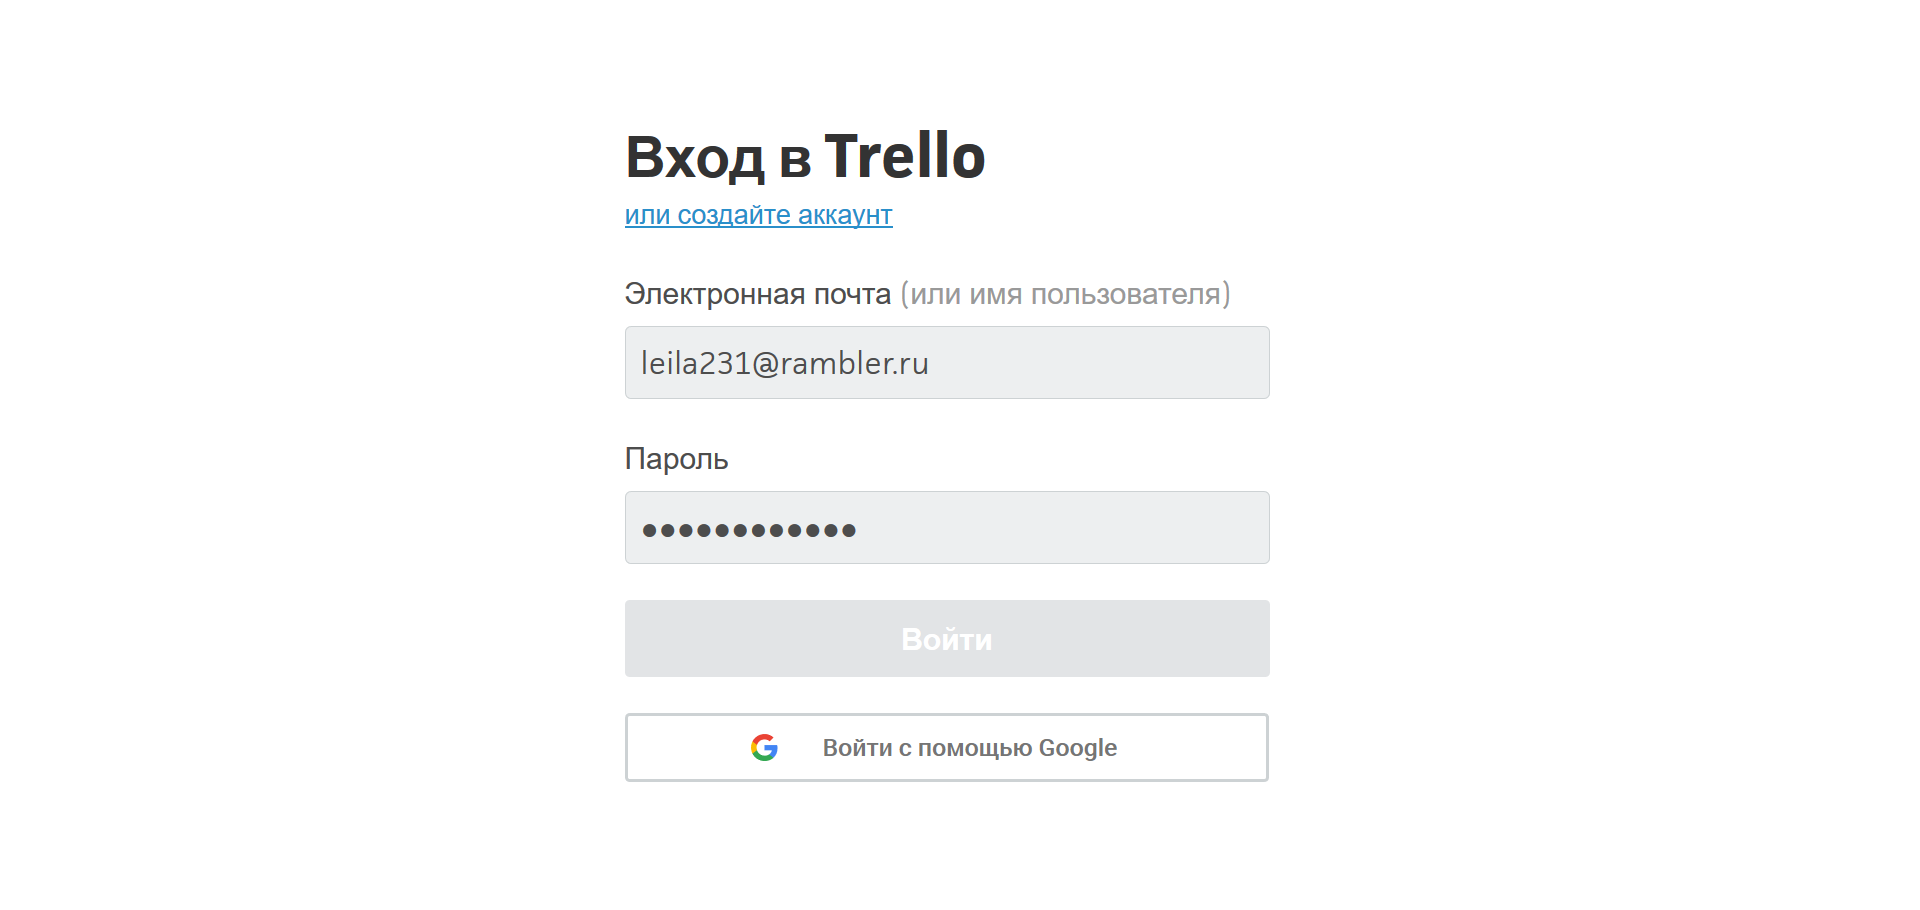 Вход в Trello
или создайте аккаунт
Электронная почта (или имя пользователя)
leila231@rambler.ru
Пароль
••••••••••••
Войти
Войти с помощью Google